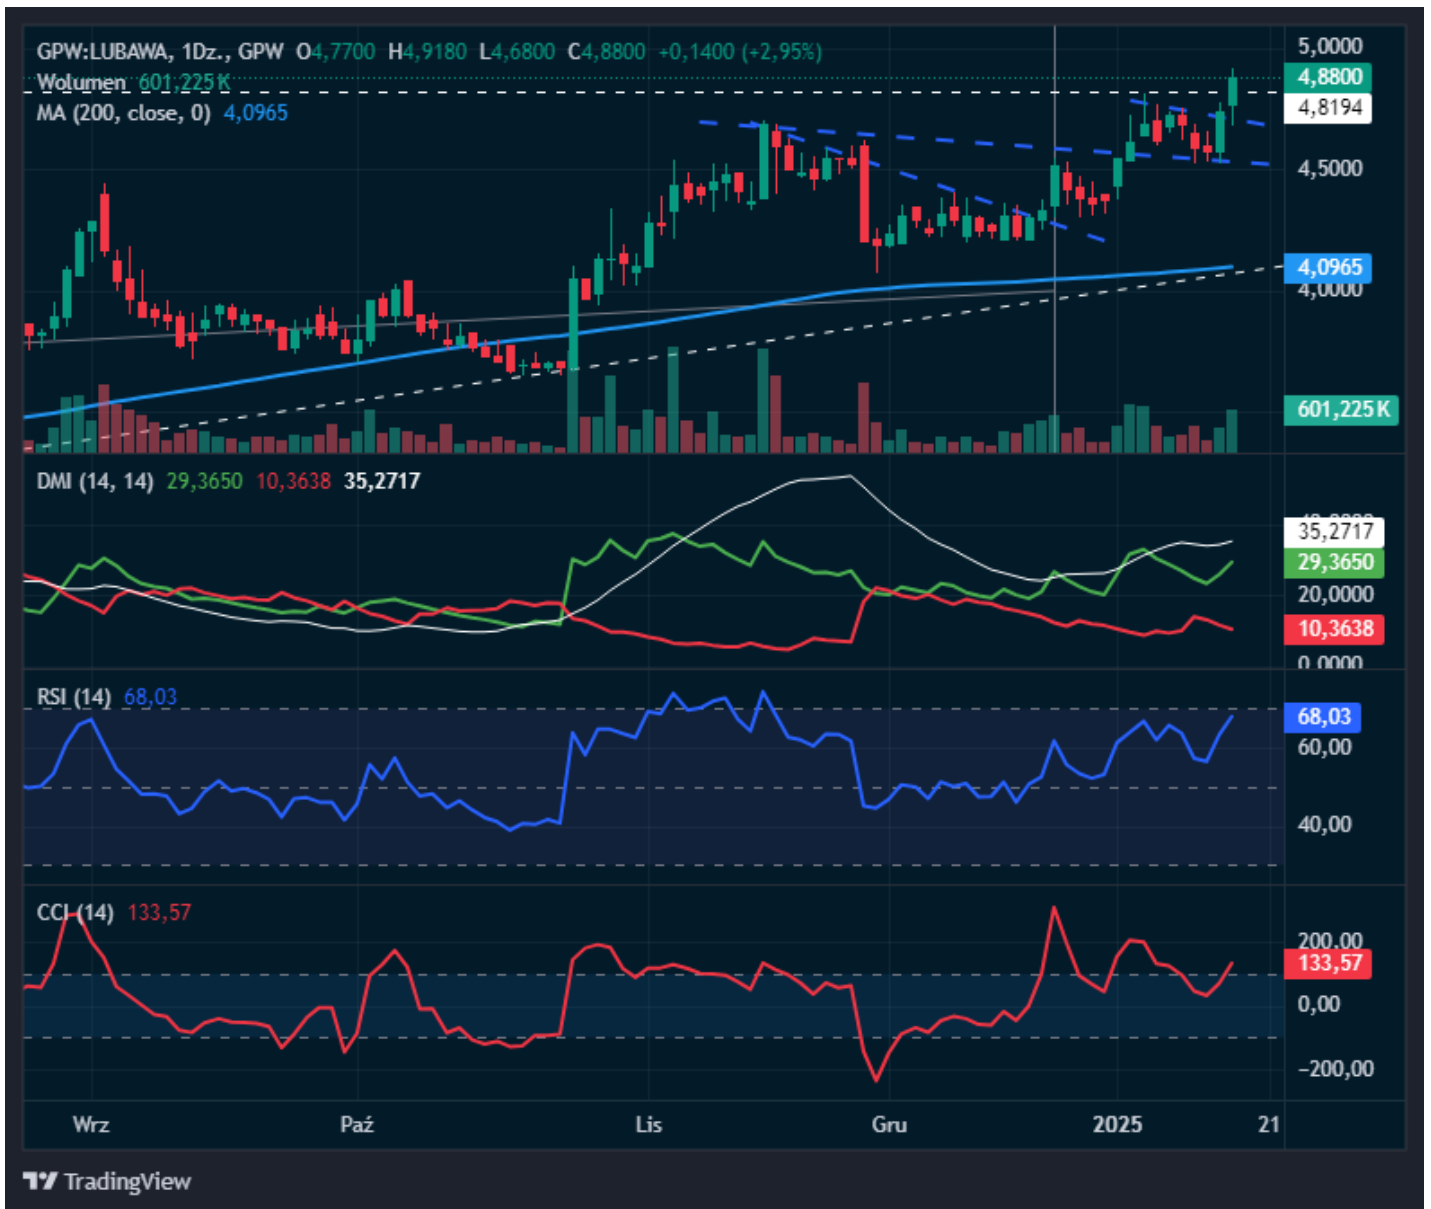 GPW:LUBAWA, 1Dz., GPW O4,7700 H4,9180 L4,6800 C4,8800 +0,1400 (+2,95%)
Wolumen 601,225K
MA (200, close, 0) 4,0965
5,0000
4,8800
4,8194
4,5000
4,0965
4,0000
601,225K
DMI (14, 14) 29,3650 10,3638 35,2717
35,2717
29,3650
20,0000
10,3638
0,0000
RSI (14) 68,03
68,03
60,00
40,00
CCI (14) 133,57
200,00
133,57
0,00
−200,00
Wrz Paź Lis Gru 2025 21
TradingView